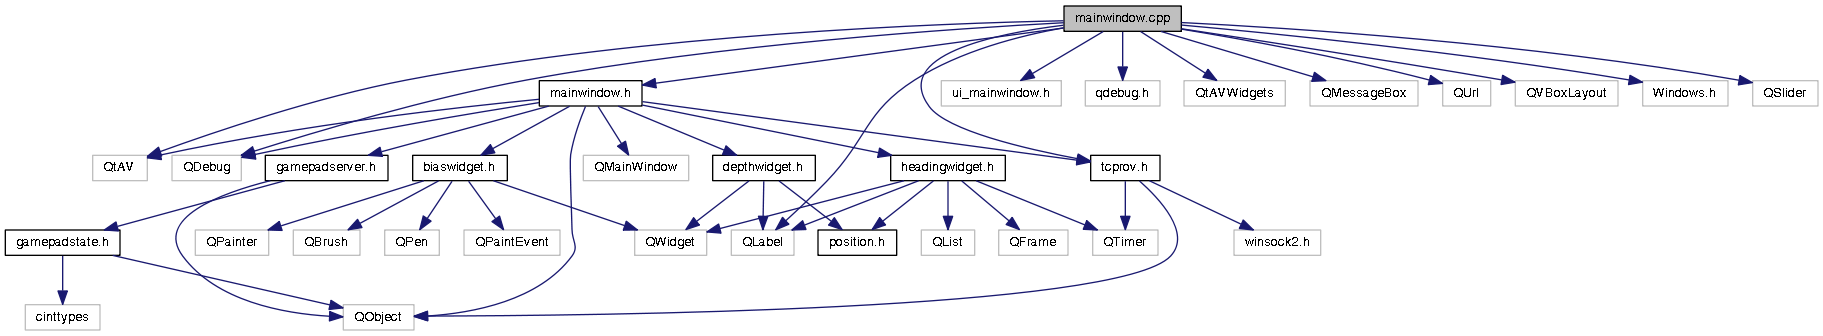 mainwindow.cpp
mainwindow.h
ui_mainwindow.h
qdebug.h
QtAVWidgets
QMessageBox
QUrl
QVBoxLayout
Windows.h
QSlider
QtAV
QDebug
gamepadserver.h
biaswidget.h
QMainWindow
depthwidget.h
headingwidget.h
tcprov.h
gamepadstate.h
QPainter
QBrush
QPen
QPaintEvent
QWidget
QLabel
position.h
QList
QFrame
QTimer
winsock2.h
cinttypes
QObject